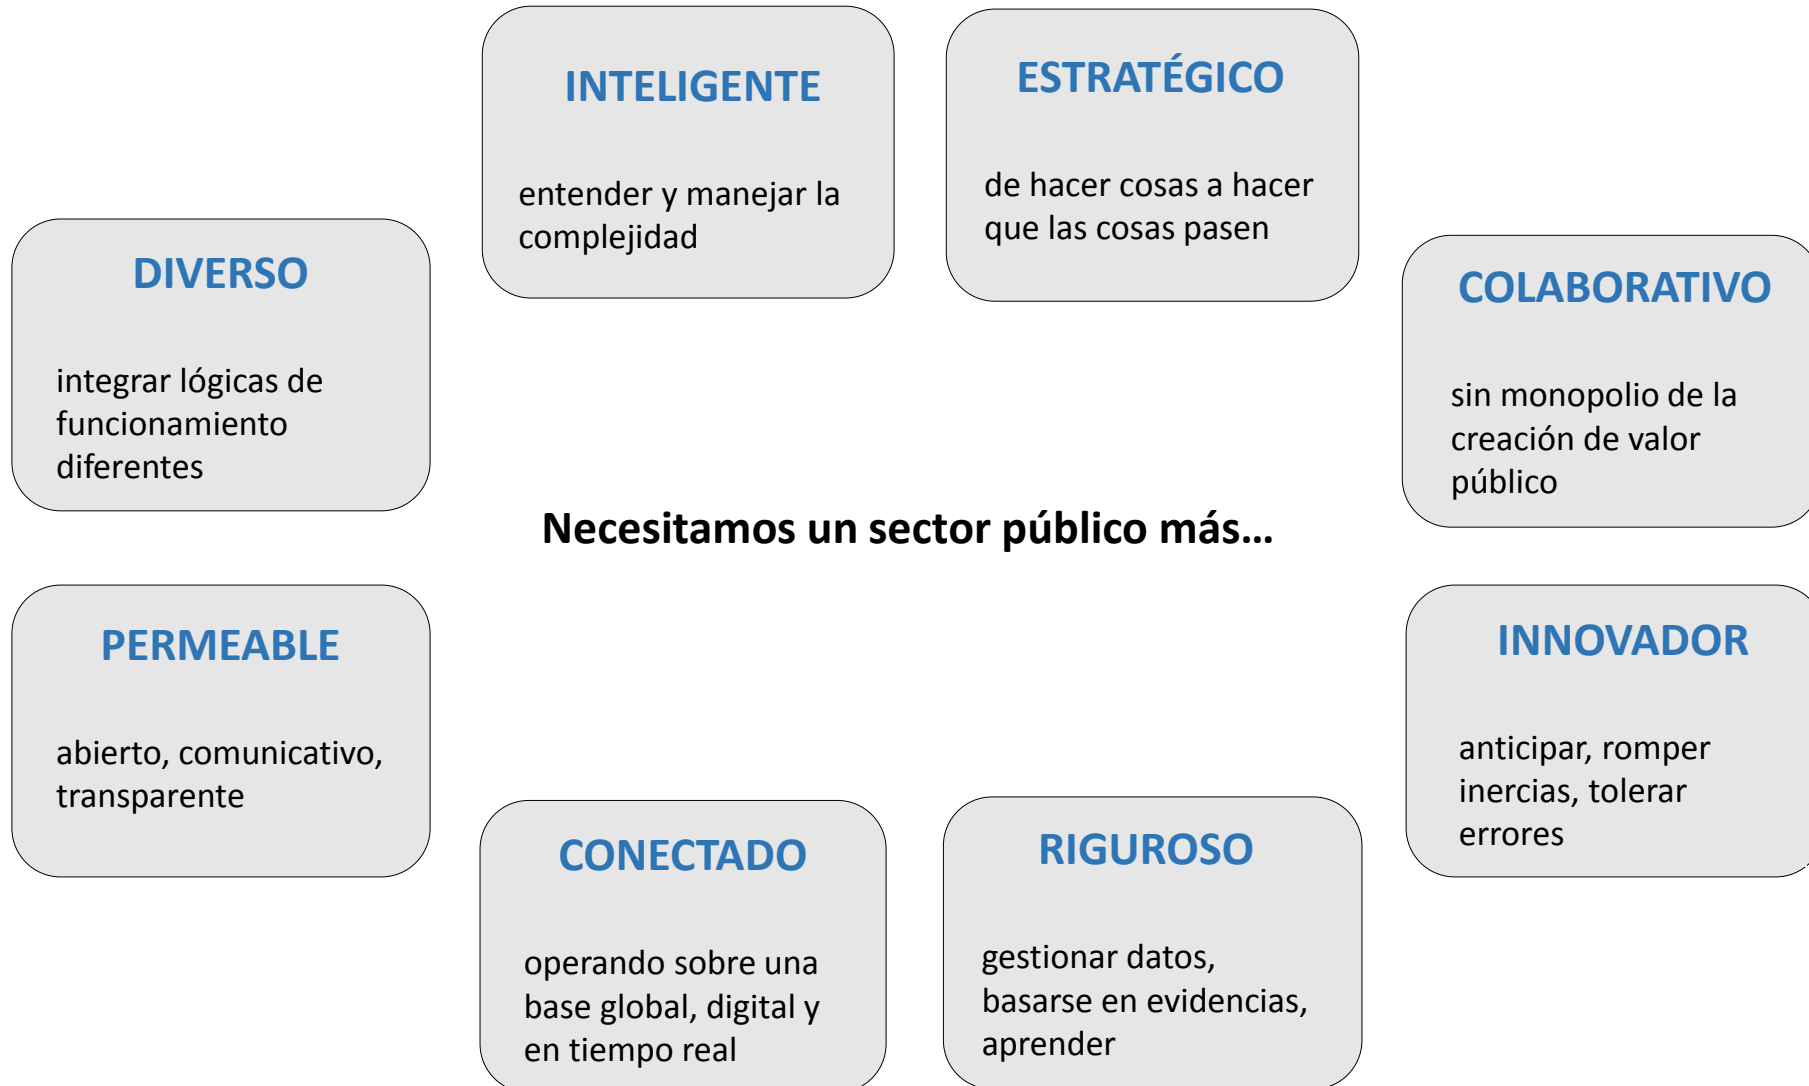 INTELIGENTE
entender y manejar la
complejidad
ESTRATÉGICO
de hacer cosas a hacer
que las cosas pasen
DIVERSO
integrar lógicas de
funcionamiento
diferentes
COLABORATIVO
sin monopolio de la
creación de valor
público
Necesitamos un sector público más…
PERMEABLE
abierto, comunicativo,
transparente
INNOVADOR
anticipar, romper
inercias, tolerar
errores
CONECTADO
operando sobre una
base global, digital y
en tiempo real
RIGUROSO
gestionar datos,
basarse en evidencias,
aprender